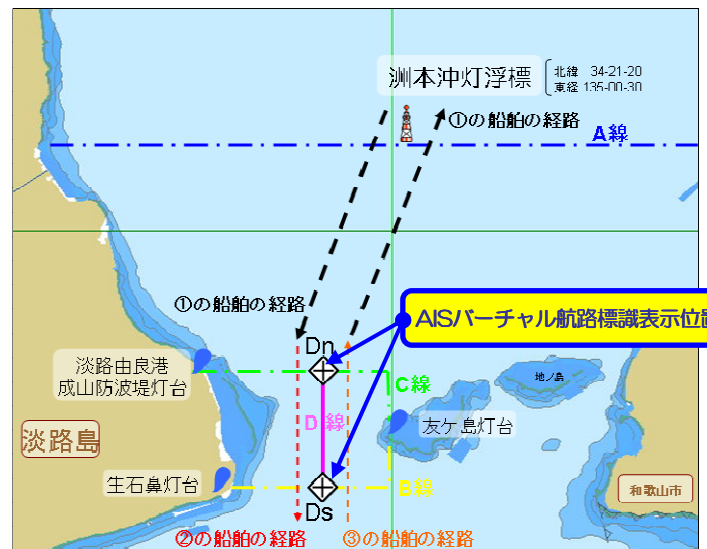 洲本沖灯浮標
北緯 34-21-20
東経 135-00-30
①の船舶の経路
A線
①の船舶の経路
AISバーチャル航路標識表示位置
Dn
淡路由良港
成山防波堤灯台
C線
地ノ島
D線
友ケ島灯台
淡路島
生石鼻灯台
B線
和歌山市
Ds
②の船舶の経路
③の船舶の経路